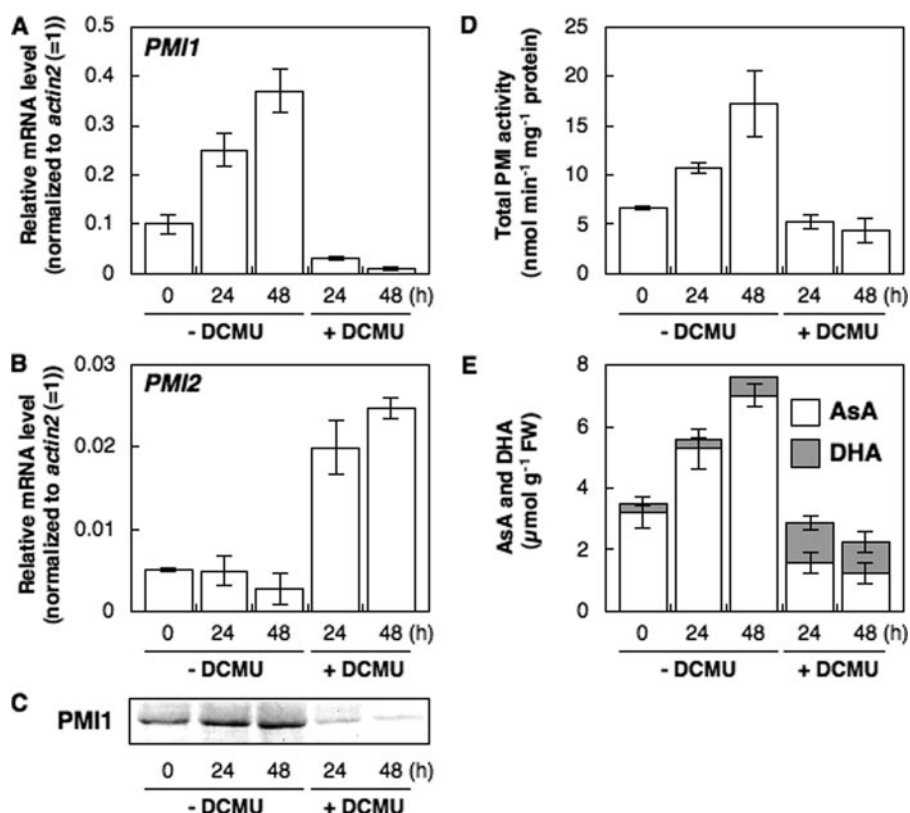 A
PMI1
Relative mRNA level
(normalized to actin2 (=1))
0.5
0.4
0.3
0.2
0.1
0
0 24 48 24 48 (h)
- DCMU + DCMU
B
PMI2
Relative mRNA level
(normalized to actin2 (=1))
0.03
0.02
0.01
0
0 24 48 24 48 (h)
- DCMU + DCMU
C
PMI1
0 24 48 24 48 (h)
- DCMU + DCMU
D
Total PMI activity
(nmol min⁻¹ mg⁻¹ protein)
25
20
15
10
5
0
0 24 48 24 48 (h)
- DCMU + DCMU
E
AsA and DHA
(µmol g⁻¹ FW)
8
6
4
2
0
AsA
DHA
0 24 48 24 48 (h)
- DCMU + DCMU